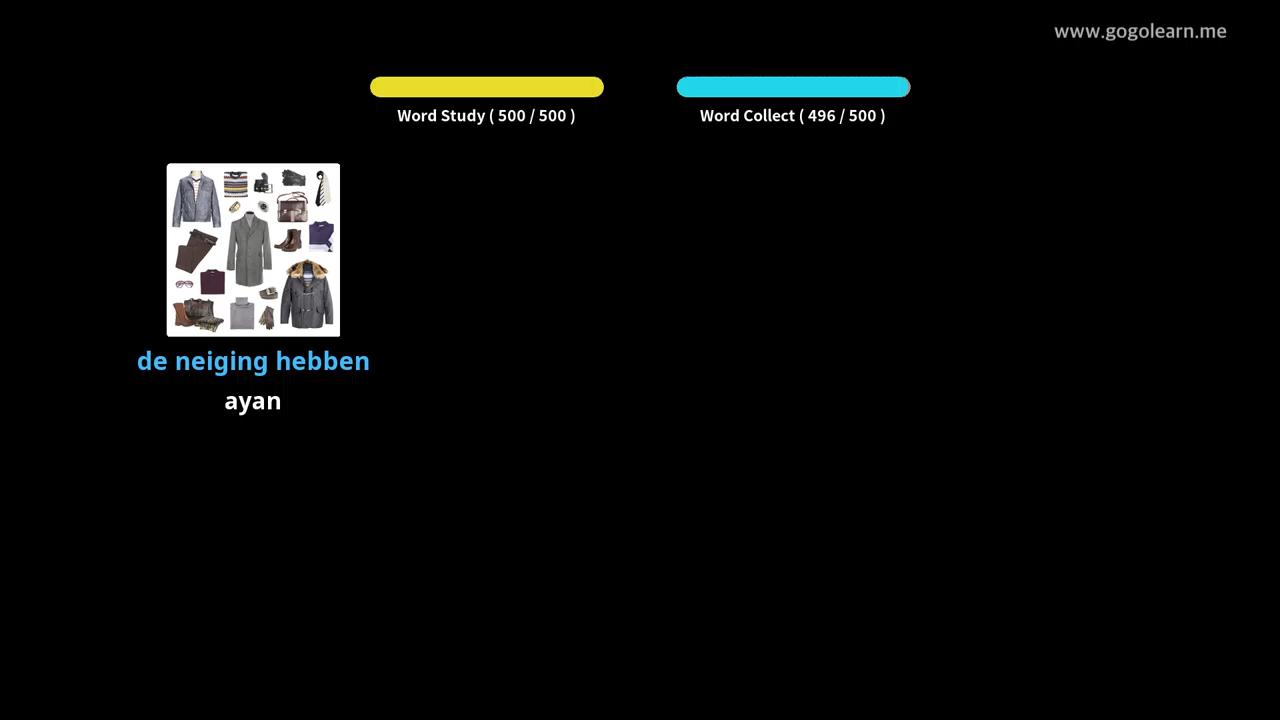 www.gogolearn.me
Word Study ( 500 / 500 )
Word Collect ( 496 / 500 )
de neiging hebben
ayan